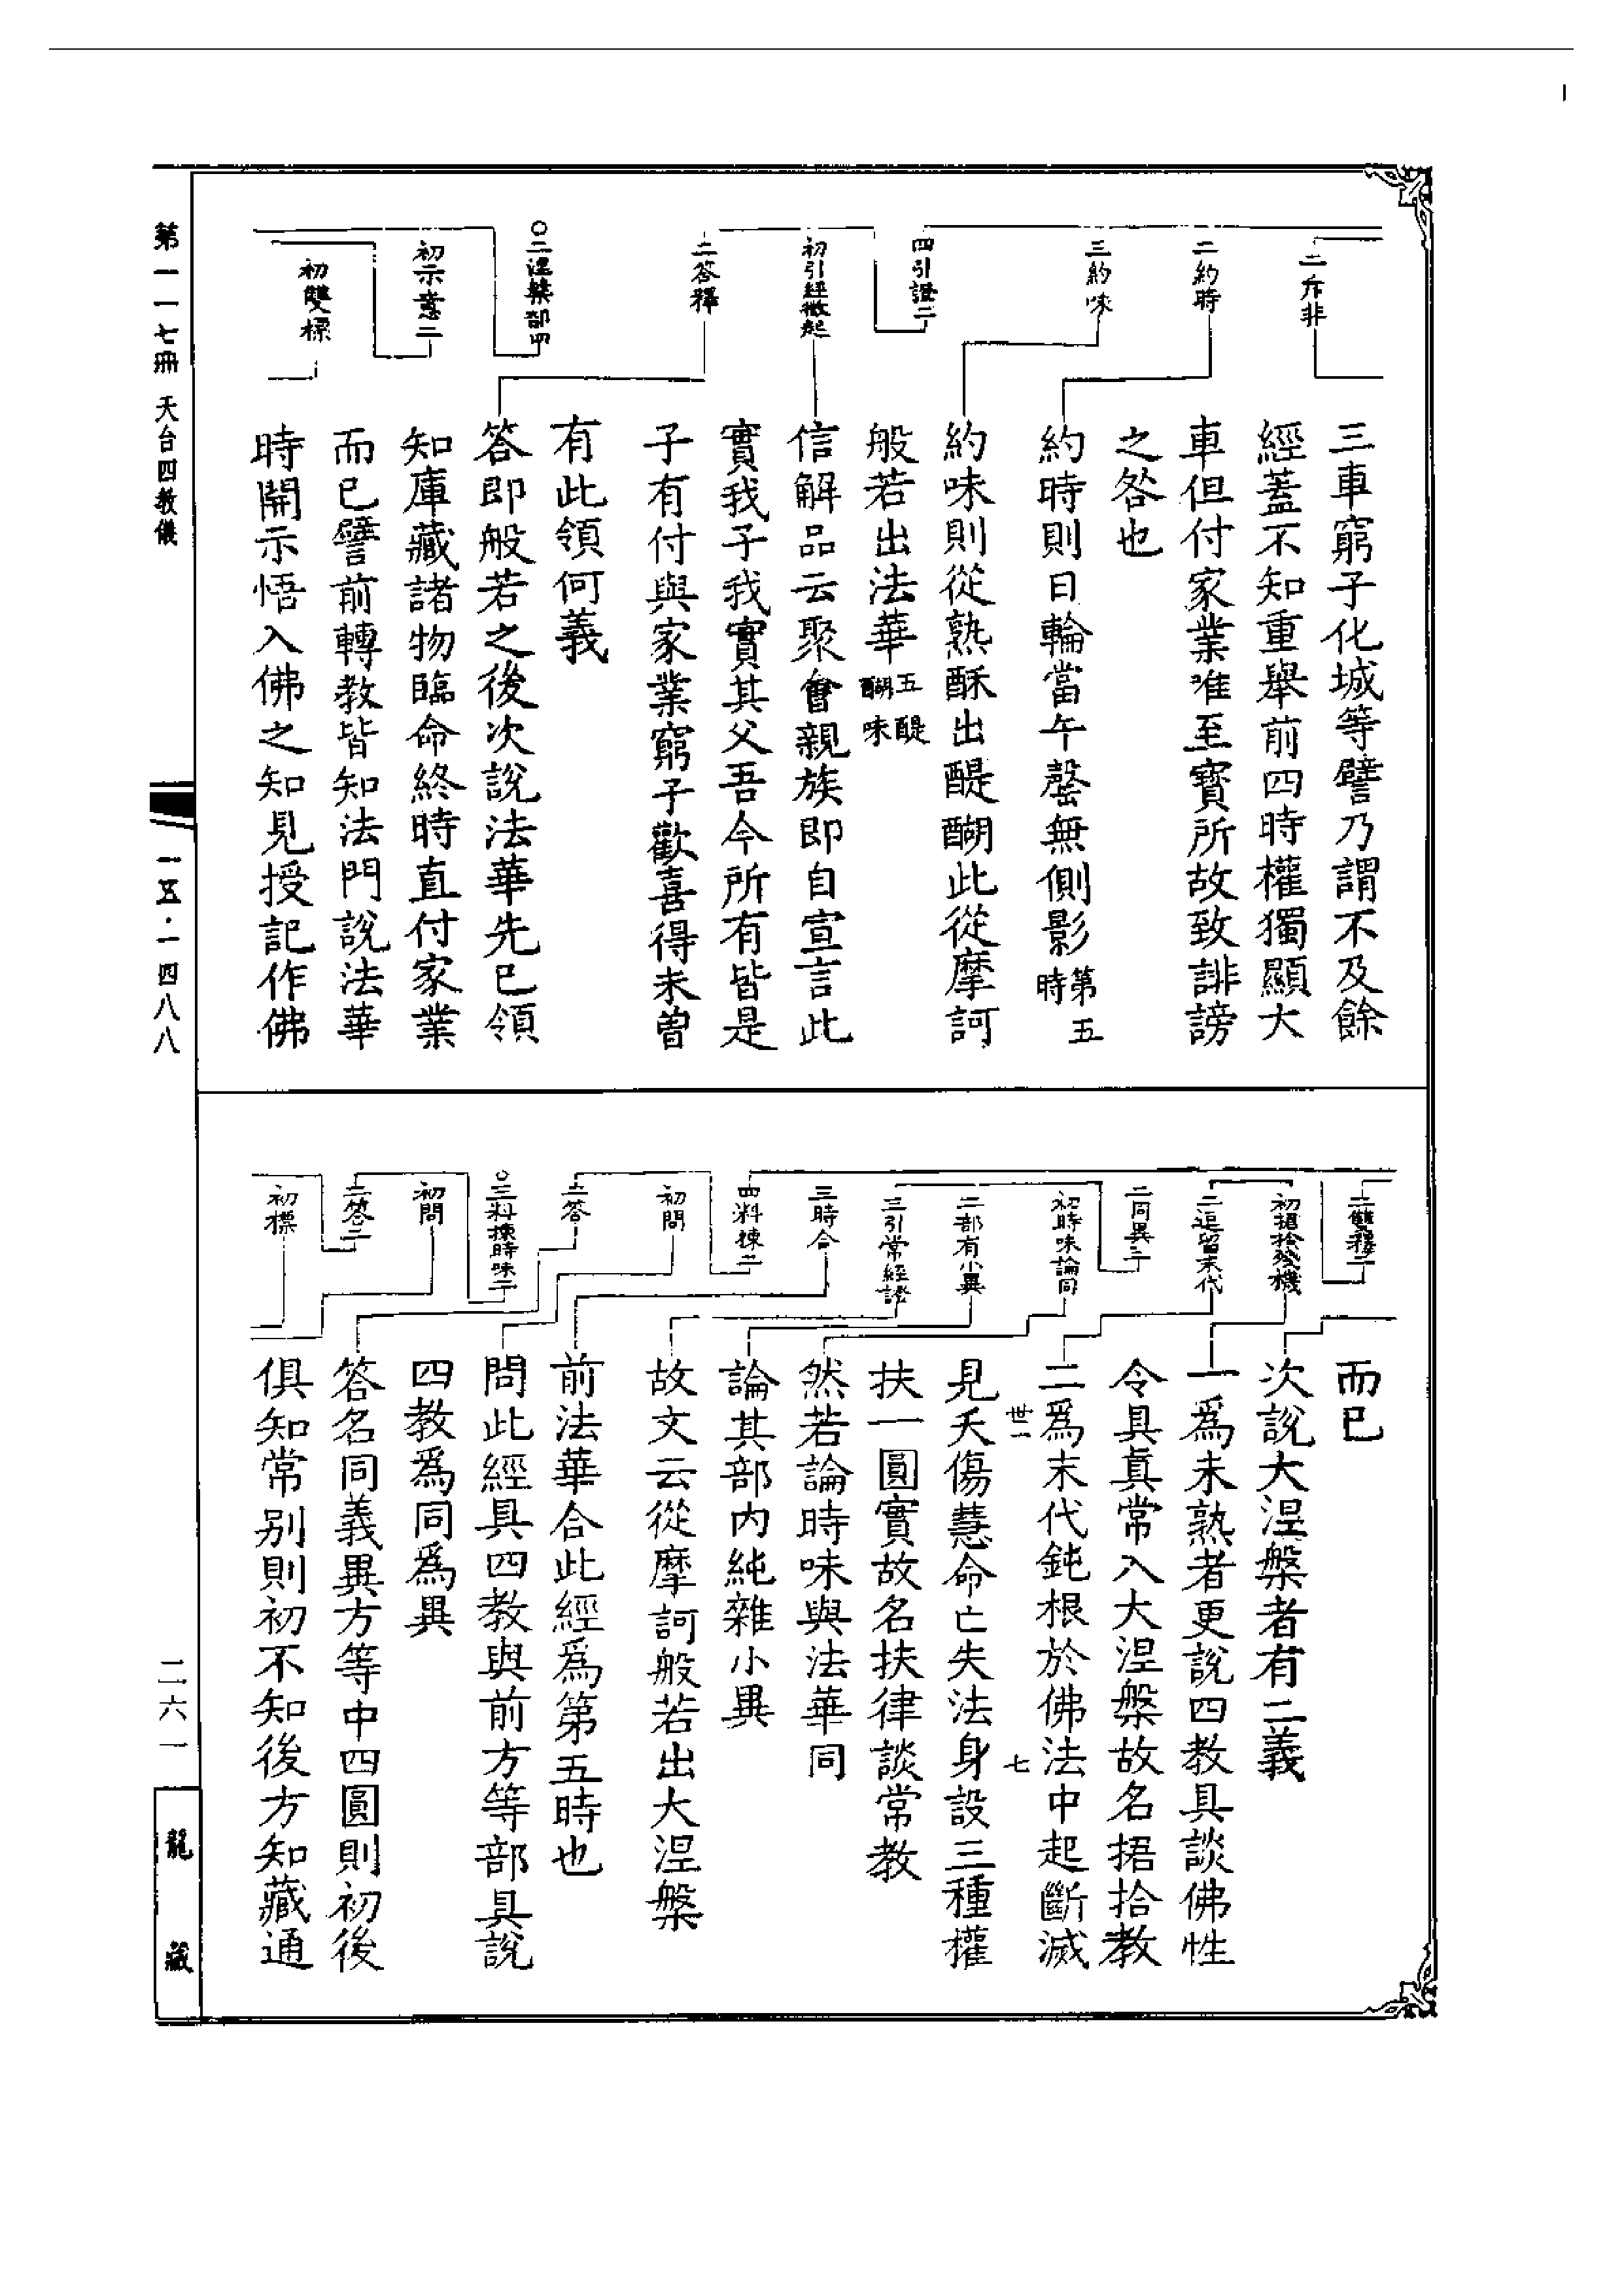 二斥非
二約時
三約味
四引證二
初引經徵起
二答釋
○二涅槃部四
初示意二
初雙標
三車窮子化城等譬乃謂不及餘
經蓋不知重舉前四時權獨顯大
車但付家業唯至寶所故致誹謗
之咎也
約時則日輪當午罄無側影第五時
約味則從熟酥出醍醐此從摩訶
般若出法華五醍醐味
信解品云聚會親族即自宣言此
實我子我實其父吾今所有皆是
子有付與家業窮子歡喜得未曾
有此領何義
答即般若之後次說法華先已領
知庫藏諸物臨命終時直付家業
而已譬前轉教皆知法門說法華
時開示悟入佛之知見授記作佛
二雙釋二
初捃拾殘機
二追留末代
二同異三
初時味論同
二部有小異
三引常經證
三時合
四料揀二
初問
二答
○三料揀時味二
初問
二答二
初標
而已
次說大涅槃者有二義
一爲未熟者更說四教具談佛性
令具真常入大涅槃故名捃拾教
二爲末代鈍根於佛法中起斷滅
世一 七
見夭傷慧命亡失法身設三種權
扶一圓實故名扶律談常教
然若論時味與法華同
論其部內純雜小異
故文云從摩訶般若出大涅槃
前法華合此經爲第五時也
問此經具四教與前方等部具說
四教爲同爲異
答名同義異方等中四圓則初後
俱知常別則初不知後方知藏通
第一一七冊 天台四教儀
一五·一四八八
二六一
龍藏